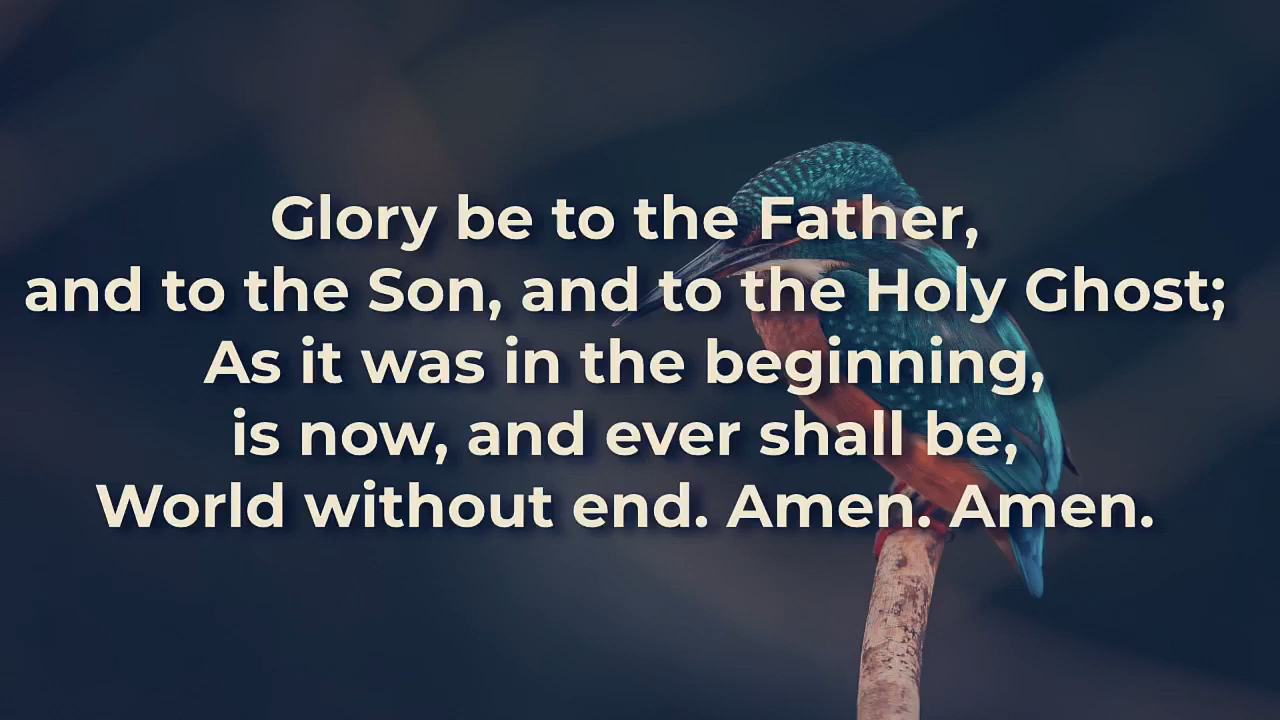 Glory be to the Father,
and to the Son, and to the Holy Ghost;
As it was in the beginning,
is now, and ever shall be,
World without end. Amen. Amen.